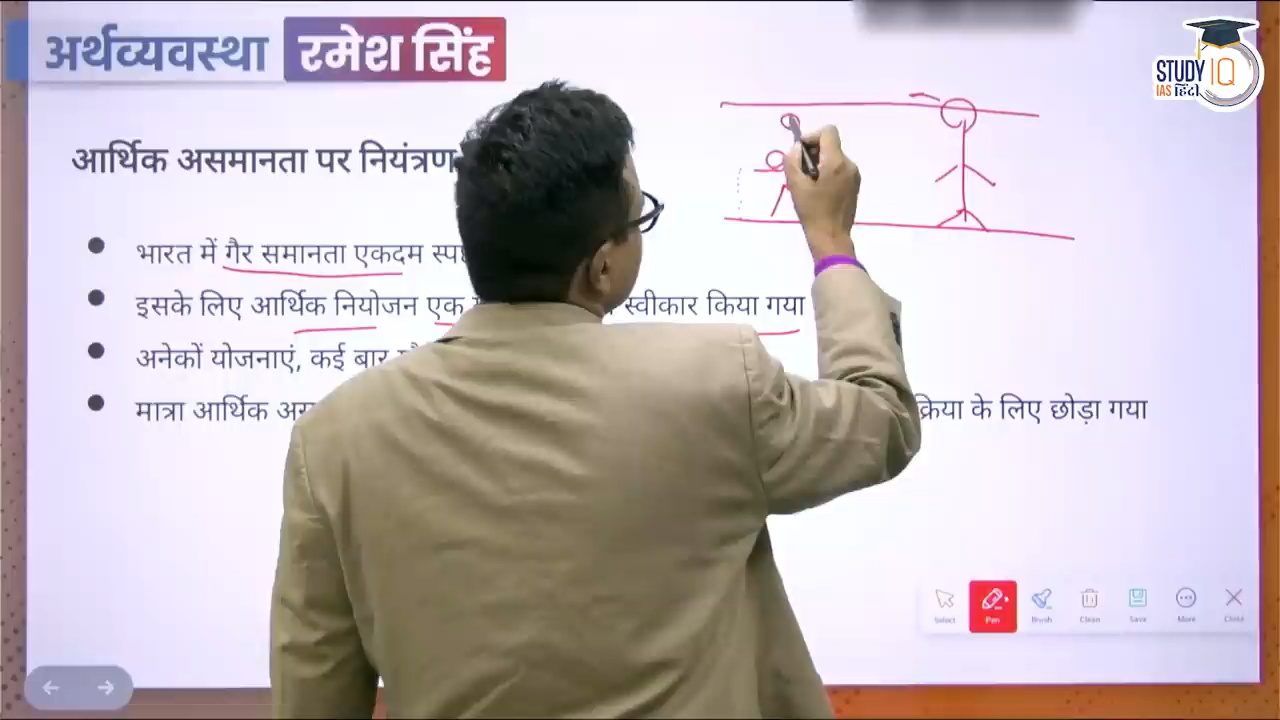 अर्थव्यवस्था रमेश सिंह
STUDY IQ
IAS हिंदी
आर्थिक असमानता पर नियंत्रण
भारत में गैर समानता एकदम
इसके लिए आर्थिक नियोजन एक स्वीकार किया गया
अनेकों योजनाएं, कई बार
मात्रा आर्थिक के लिए छोड़ा गया
Select Pen Brush Clean Save More Close